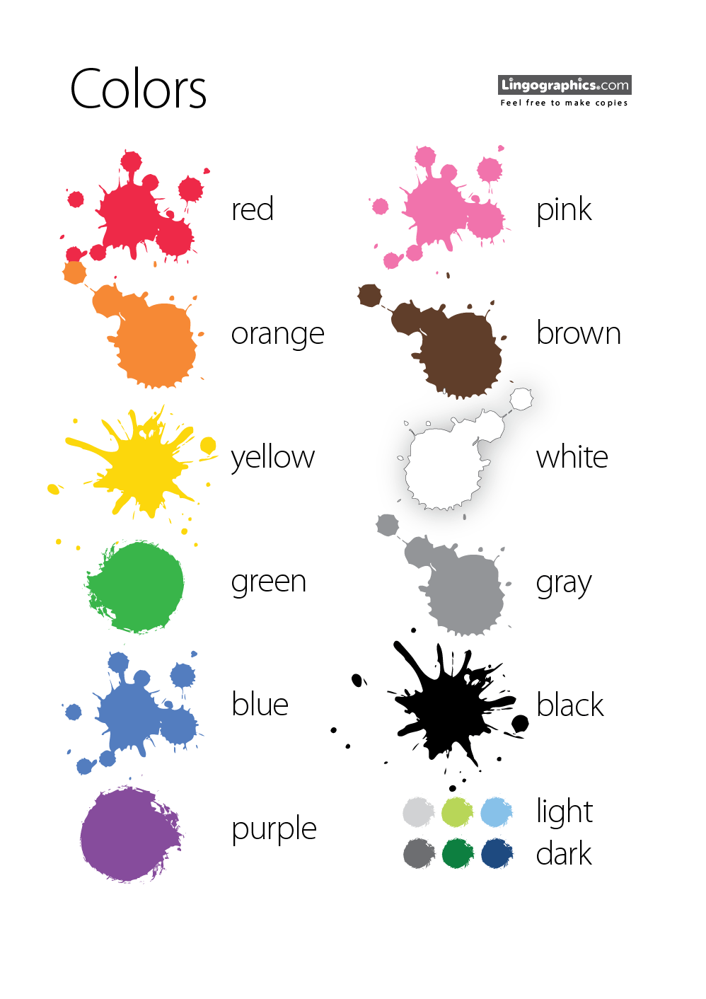 Colors
Lingographics.com
Feel free to make copies
red
orange
yellow
green
blue
purple
pink
brown
white
gray
black
light
dark